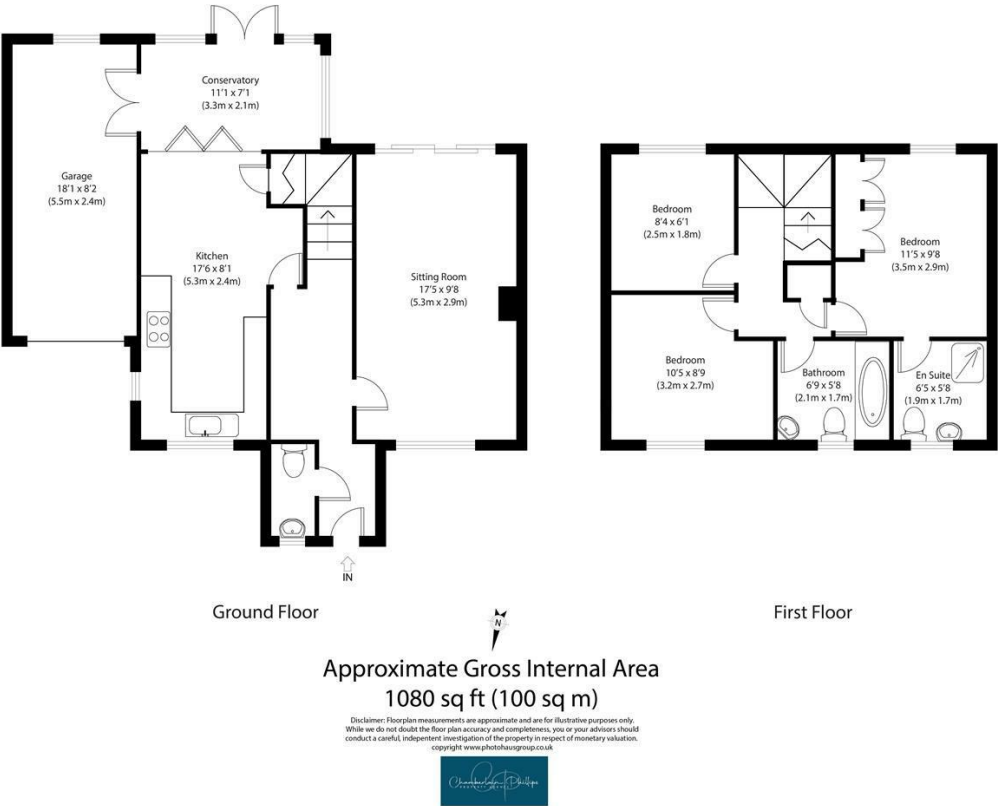 Conservatory
11'1 x 7'1
(3.3m x 2.1m)
Garage
18'1 x 8'2
(5.5m x 2.4m)
Kitchen
17'6 x 8'1
(5.3m x 2.4m)
Sitting Room
17'5 x 9'8
(5.3m x 2.9m)
IN
Ground Floor
Bedroom
8'4 x 6'1
(2.5m x 1.8m)
Bedroom
11'5 x 9'8
(3.5m x 2.9m)
Bedroom
10'5 x 8'9
(3.2m x 2.7m)
Bathroom
6'9 x 5'8
(2.1m x 1.7m)
En Suite
6'5 x 5'8
(1.9m x 1.7m)
First Floor
N
Approximate Gross Internal Area
1080 sq ft (100 sq m)
Disclaimer: Floorplan measurements are approximate and are for illustrative purposes only.
While we do not doubt the floor plan accuracy and completeness, you or your advisors should
conduct a careful, indepentent investigation of the property in respect of monetary valuation.
copyright www.photohausgroup.co.uk
Chamberlain Phillips